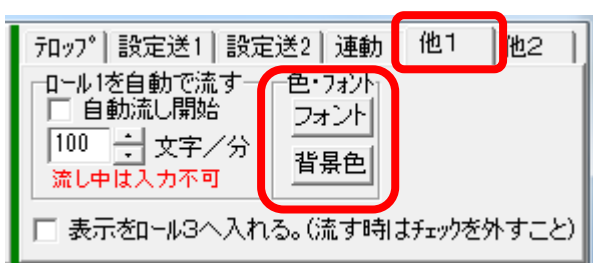 ﾃﾛｯﾌﾟ 設定送1 設定送2 連動 他1 他2
ロール1を自動で流す 色・ﾌｫﾝﾄ
自動流し開始 フォント
100 文字／分 背景色
流し中は入力不可
表示をﾛｰﾙ3へ入れる。(流す時はﾁｪｯｸを外すこと)